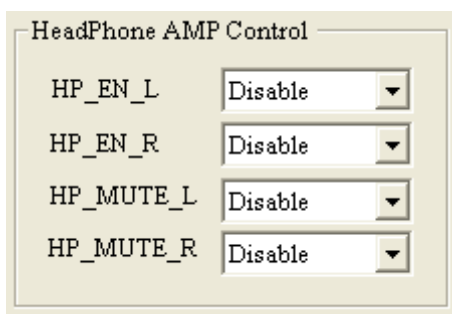 HeadPhone AMP Control
HP_EN_L Disable
HP_EN_R Disable
HP_MUTE_L Disable
HP_MUTE_R Disable